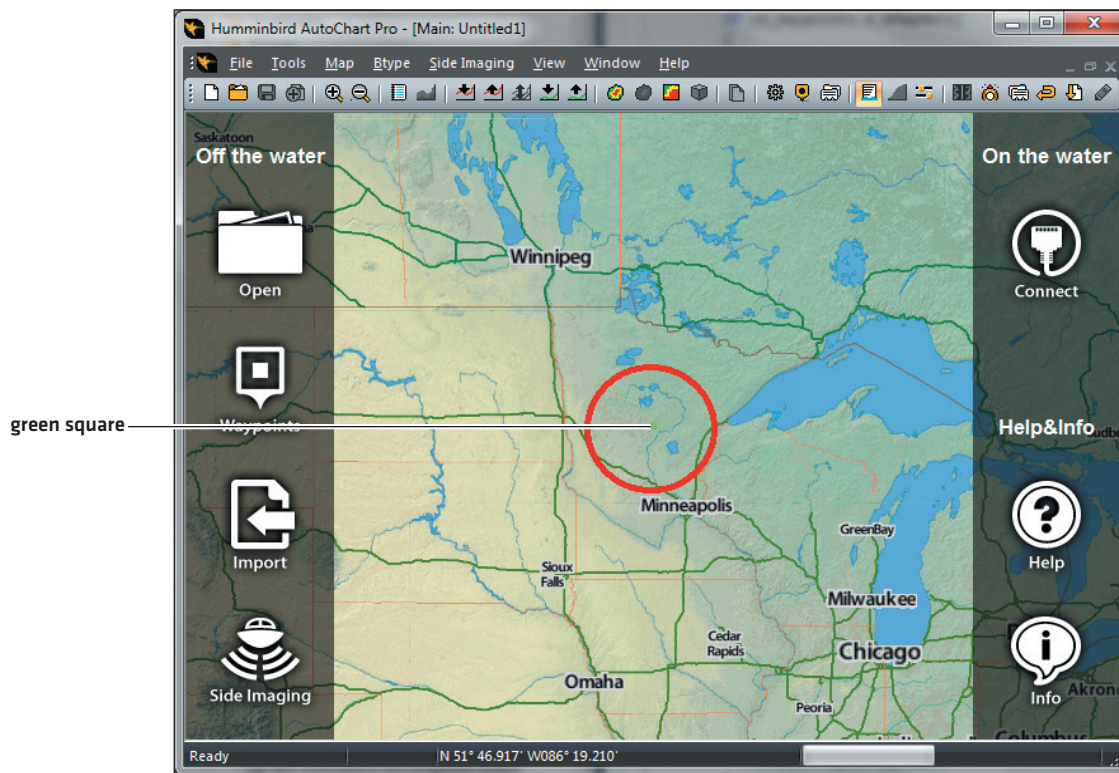 Humminbird AutoChart Pro - [Main: Untitled1]
File Tools Map Btype Side Imaging View Window Help
Saskatoon
Off the water
On the water
Winnipeg
Open
Connect
green square
Waypoints
Help&Info
Minneapolis
GreenBay
Import
Help
Sioux
Falls
Milwaukee
Cedar
Rapids
Chicago
Side Imaging
Omaha
Info
Akron
Peoria
Columbus
Ready
N 51° 46.917' W086° 19.210'